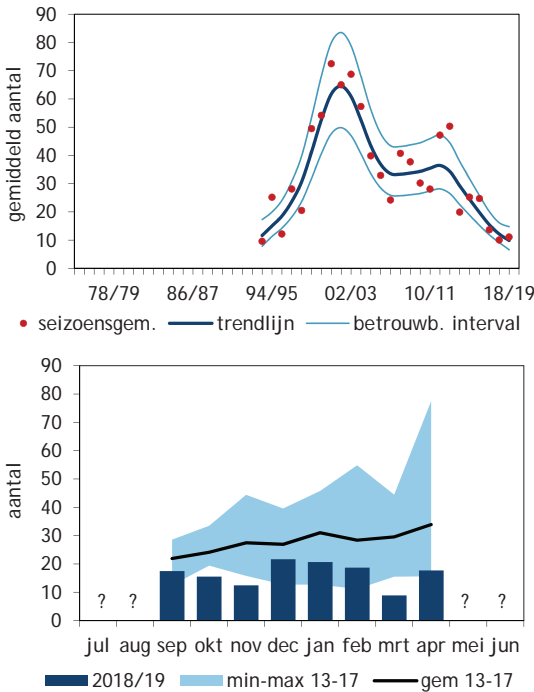 90
80
70
60
50
40
30
20
10
0
gemiddeld aantal
78/79 86/87 94/95 02/03 10/11 18/19
seizoensgem. trendlijn betrouwb. interval
90
80
70
60
50
40
30
20
10
0
aantal
? ? ? ?
jul aug sep okt nov dec jan feb mrt apr mei jun
2018/19 min-max 13-17 gem 13-17